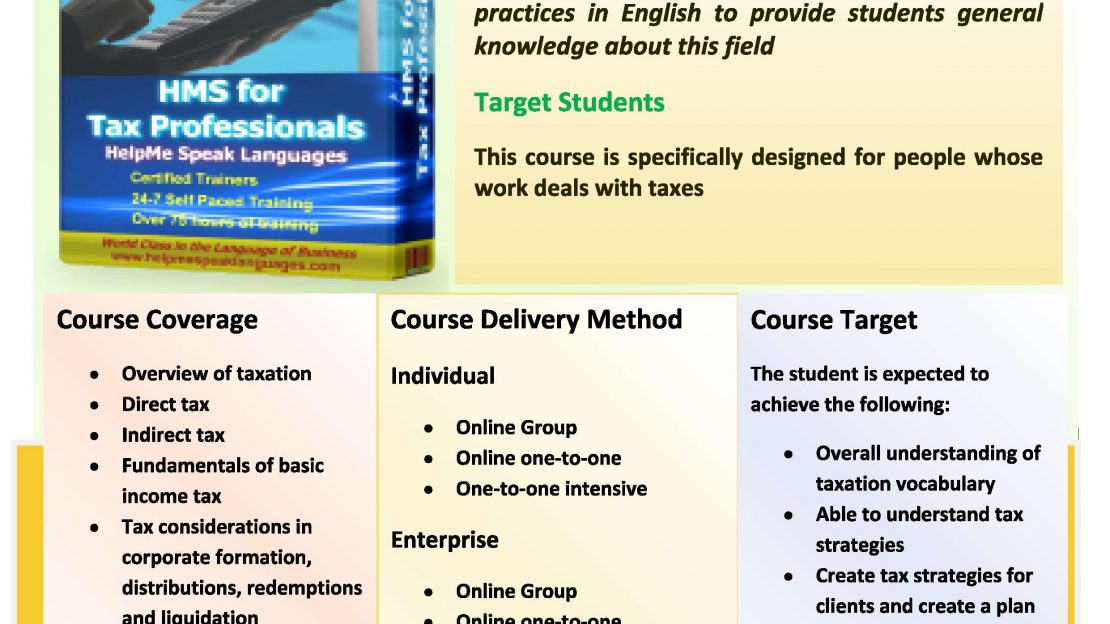 practices in English to provide students general
knowledge about this field
Target Students
This course is specifically designed for people whose
work deals with taxes
HMS for
Tax Professionals
HelpMe Speak Languages
Certified Trainers
24-7 Self Paced Training
Over 75 hours of training
World Class in the Language of Business
www.helpmespeaklanguages.com
HMS for
Tax Professi
Course Coverage
• Overview of taxation
• Direct tax
• Indirect tax
• Fundamentals of basic
income tax
• Tax considerations in
corporate formation,
distributions, redemptions
and liquidation
Course Delivery Method
Individual
• Online Group
• Online one-to-one
• One-to-one intensive
Enterprise
• Online Group
• Online one-to-one
Course Target
The student is expected to
achieve the following:
• Overall understanding of
taxation vocabulary
• Able to understand tax
strategies
• Create tax strategies for
clients and create a plan